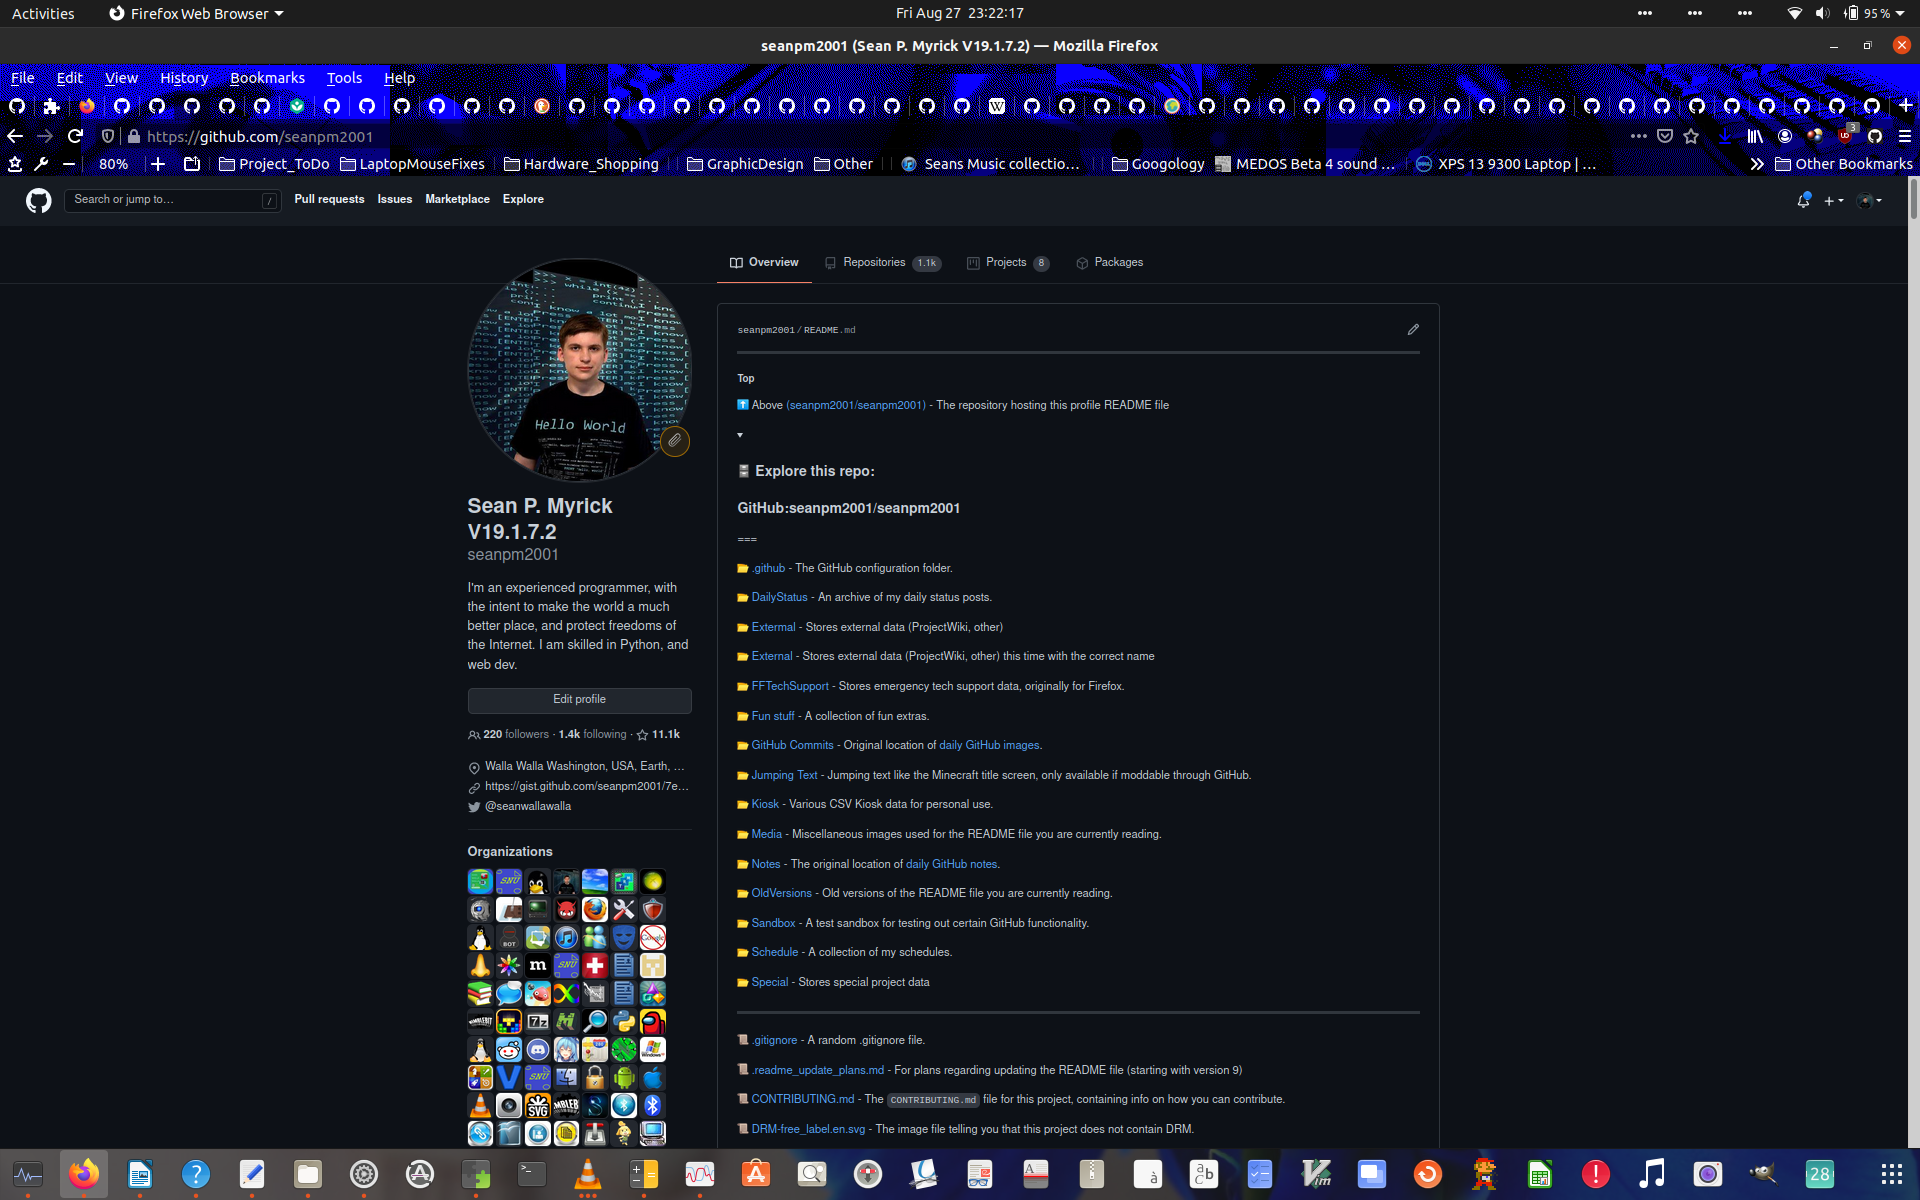 Activities Firefox Web Browser Fri Aug 27 23:22:17 95 %
seanpm2001 (Sean P. Myrick V19.1.7.2) — Mozilla Firefox
File Edit View History Bookmarks Tools Help
https://github.com/seanpm2001 3
80% Project_ToDo LaptopMouseFixes Hardware_Shopping GraphicDesign Other Seans Music collectio… Googology MEDOS Beta 4 sound … XPS 13 9300 Laptop | … Other Bookmarks
Search or jump to… / Pull requests Issues Marketplace Explore
Overview Repositories 1.1k Projects 8 Packages
Hello World
Sean P. Myrick
V19.1.7.2
seanpm2001
I'm an experienced programmer, with
the intent to make the world a much
better place, and protect freedoms of
the Internet. I am skilled in Python, and
web dev.
Edit profile
220 followers · 1.4k following · 11.1k
Walla Walla Washington, USA, Earth, …
https://gist.github.com/seanpm2001/7e…
@seanwallawalla
Organizations
seanpm2001/README.md
Top
Above (seanpm2001/seanpm2001) - The repository hosting this profile README file
Explore this repo:
GitHub:seanpm2001/seanpm2001
===
.github - The GitHub configuration folder.
DailyStatus - An archive of my daily status posts.
Extermal - Stores external data (ProjectWiki, other)
External - Stores external data (ProjectWiki, other) this time with the correct name
FFTechSupport - Stores emergency tech support data, originally for Firefox.
Fun stuff - A collection of fun extras.
GitHub Commits - Original location of daily GitHub images.
Jumping Text - Jumping text like the Minecraft title screen, only available if moddable through GitHub.
Kiosk - Various CSV Kiosk data for personal use.
Media - Miscellaneous images used for the README file you are currently reading.
Notes - The original location of daily GitHub notes.
OldVersions - Old versions of the README file you are currently reading.
Sandbox - A test sandbox for testing out certain GitHub functionality.
Schedule - A collection of my schedules.
Special - Stores special project data
.gitignore - A random .gitignore file.
.readme_update_plans.md - For plans regarding updating the README file (starting with version 9)
CONTRIBUTING.md - The CONTRIBUTING.md file for this project, containing info on how you can contribute.
DRM-free_label.en.svg - The image file telling you that this project does not contain DRM.
28